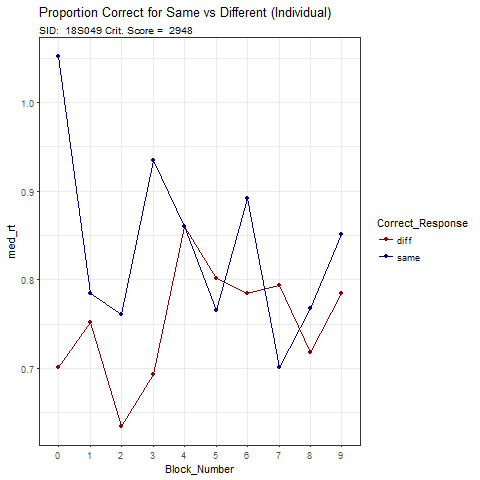 Proportion Correct for Same vs Different (Individual)
SID:  18S049 Crit. Score =  2948
med_rt
1.0
0.9
0.8
0.7
0 1 2 3 4 5 6 7 8 9
Block_Number
Correct_Response
diff
same